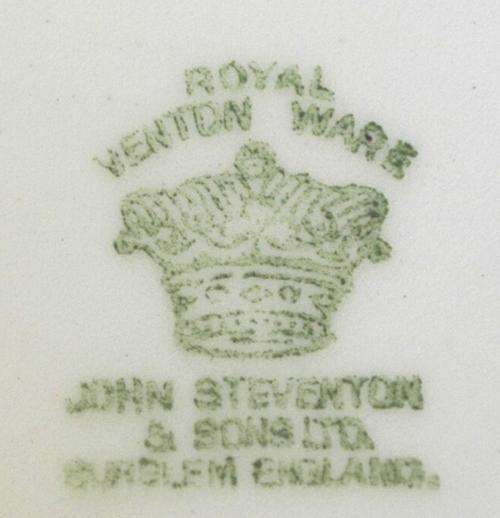 ROYAL
VENTON WARE
JOHN STEVENTON
& SONS LTD.
BURSLEM ENGLAND.